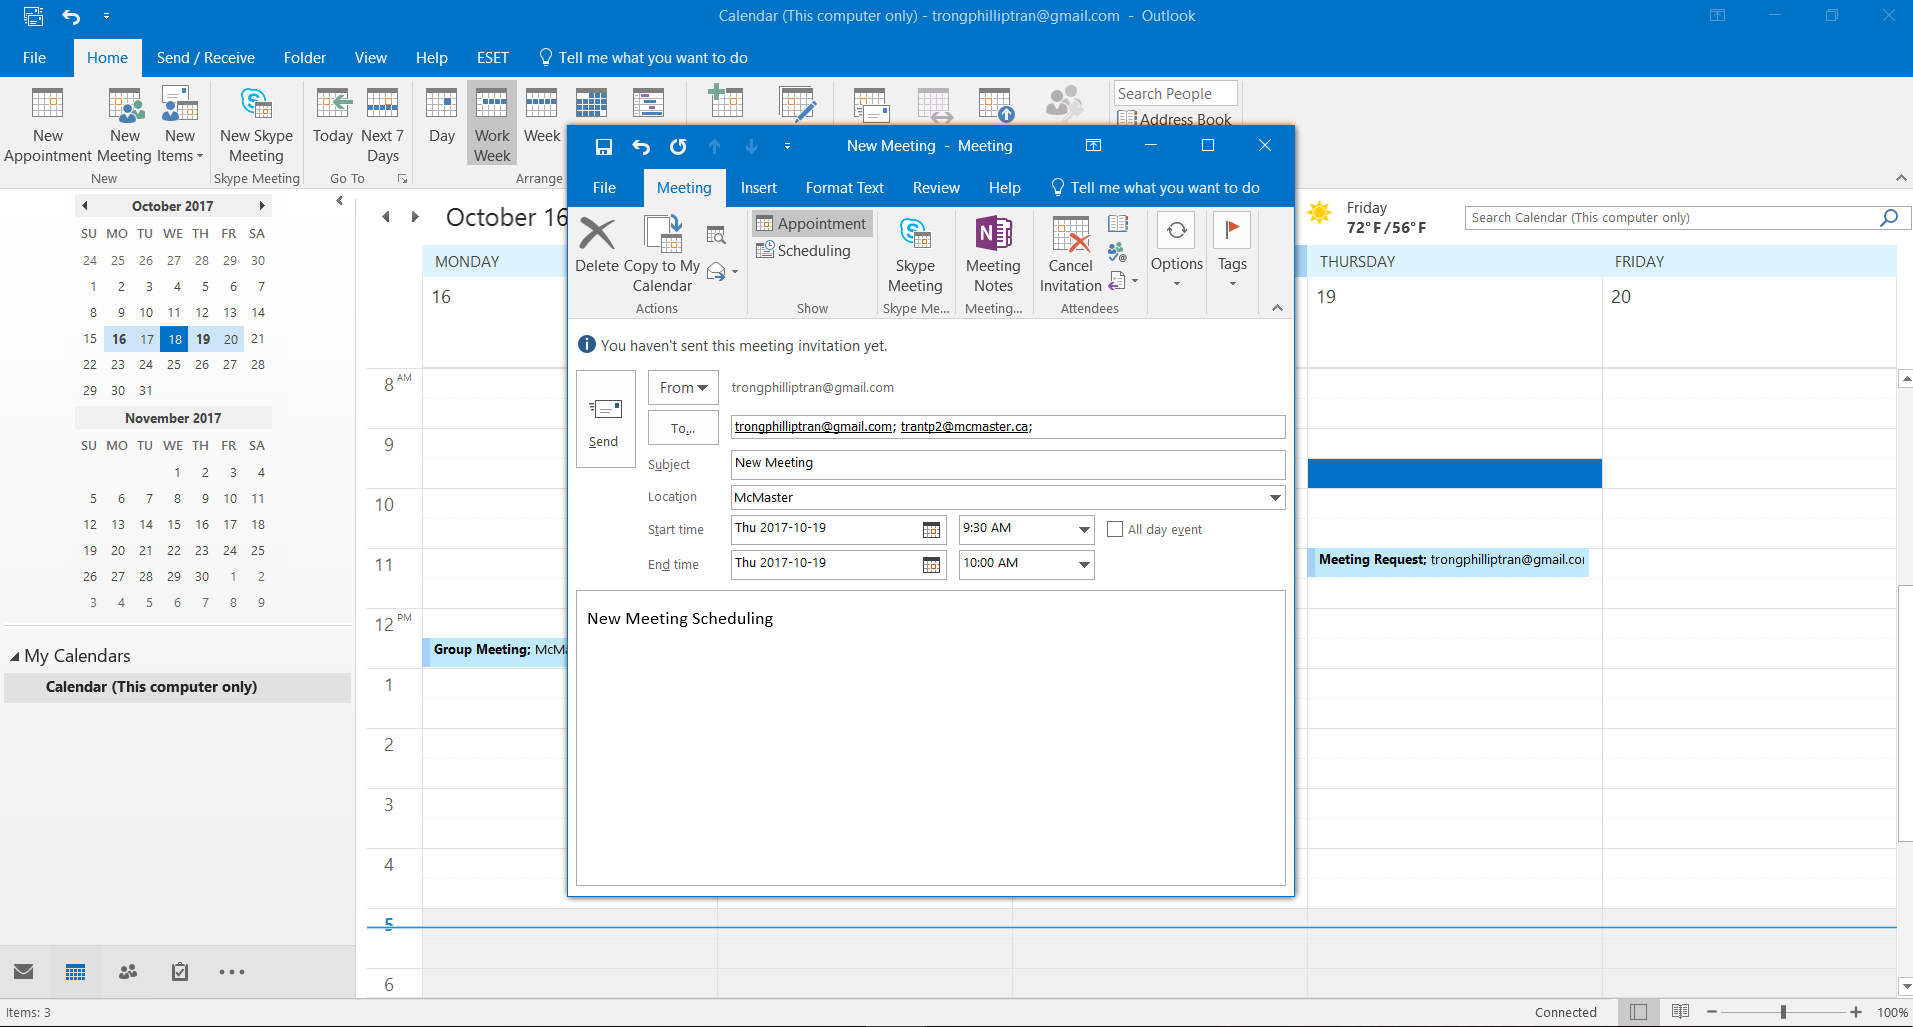 Calendar (This computer only) - trongphilliptran@gmail.com - Outlook
File Home Send / Receive Folder View Help ESET Tell me what you want to do
New Appointment
New Meeting
New Items
New
New Skype Meeting
Skype Meeting
Today
Next 7 Days
Go To
Day
Work Week
Week
Arrange
Search People
Address Book
October 2017
SU MO TU WE TH FR SA
24 25 26 27 28 29 30
1 2 3 4 5 6 7
8 9 10 11 12 13 14
15 16 17 18 19 20 21
22 23 24 25 26 27 28
29 30 31
November 2017
SU MO TU WE TH FR SA
1 2 3 4
5 6 7 8 9 10 11
12 13 14 15 16 17 18
19 20 21 22 23 24 25
26 27 28 29 30 1 2
3 4 5 6 7 8 9
My Calendars
Calendar (This computer only)
Items: 3
October 16
Friday
72°F/56°F
Search Calendar (This computer only)
MONDAY
THURSDAY
FRIDAY
16
19
20
8 AM
9
10
11
12 PM
1
2
3
4
5
6
Group Meeting; McMa
Meeting Request; trongphilliptran@gmail.co
New Meeting - Meeting
File Meeting Insert Format Text Review Help Tell me what you want to do
Delete
Copy to My Calendar
Actions
Appointment
Scheduling
Show
Skype Meeting
Skype Me...
Meeting Notes
Meeting...
Cancel Invitation
Attendees
Options
Tags
You haven't sent this meeting invitation yet.
Send
From trongphilliptran@gmail.com
To... trongphilliptran@gmail.com; trantp2@mcmaster.ca;
Subject New Meeting
Location McMaster
Start time Thu 2017-10-19 9:30 AM All day event
End time Thu 2017-10-19 10:00 AM
New Meeting Scheduling
Connected
100%